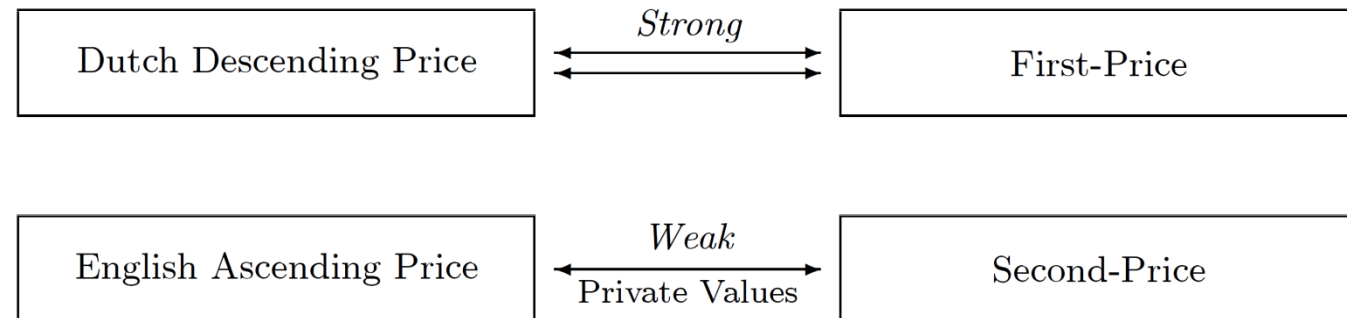 Strong
Dutch Descending Price
First-Price
Weak
English Ascending Price
Second-Price
Private Values